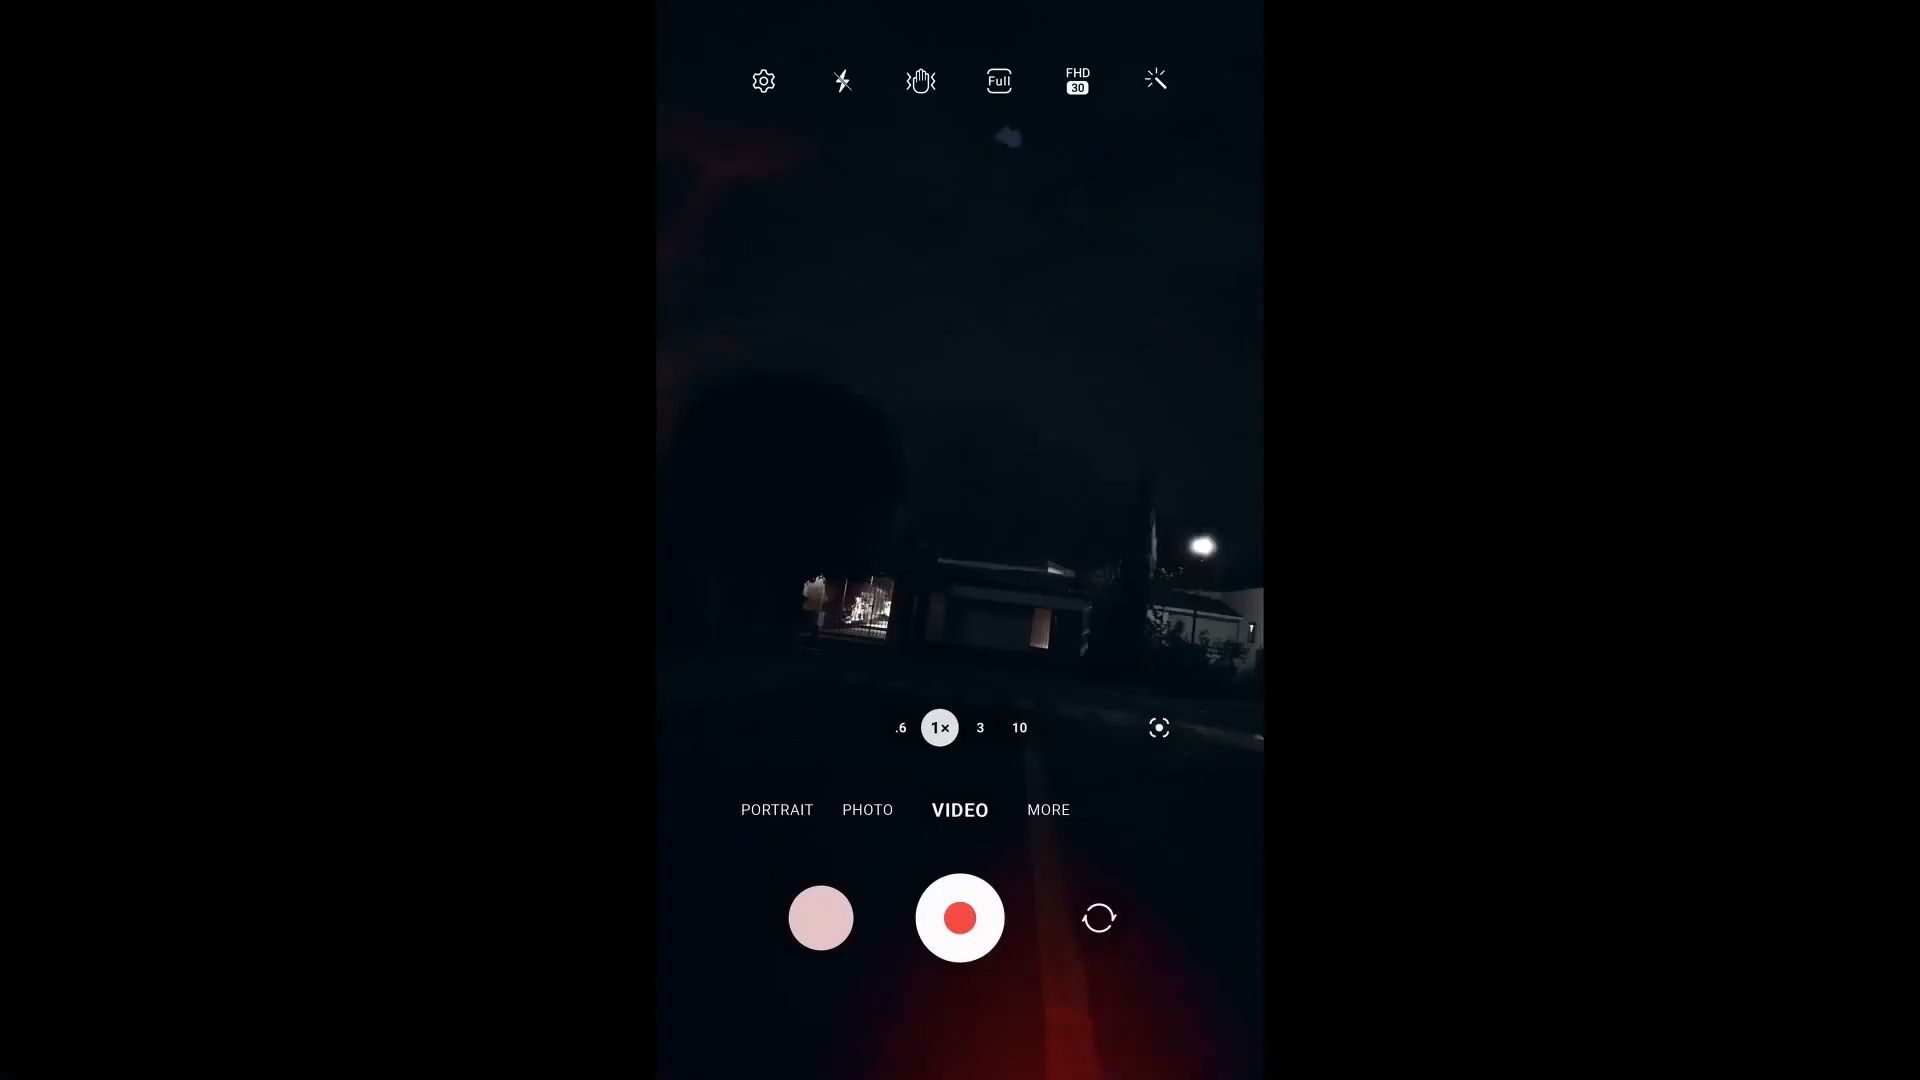 Full
FHD
30
.6 1× 3 10
PORTRAIT PHOTO VIDEO MORE